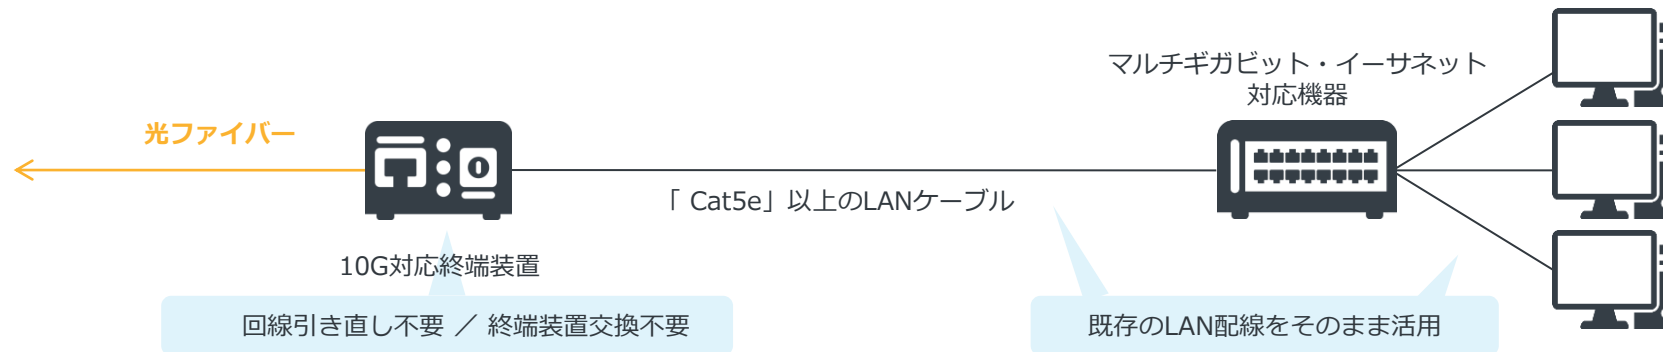 マルチギガビット・イーサネット
対応機器
光ファイバー
「 Cat5e」以上のLANケーブル
10G対応終端装置
回線引き直し不要 ／ 終端装置交換不要
既存のLAN配線をそのまま活用